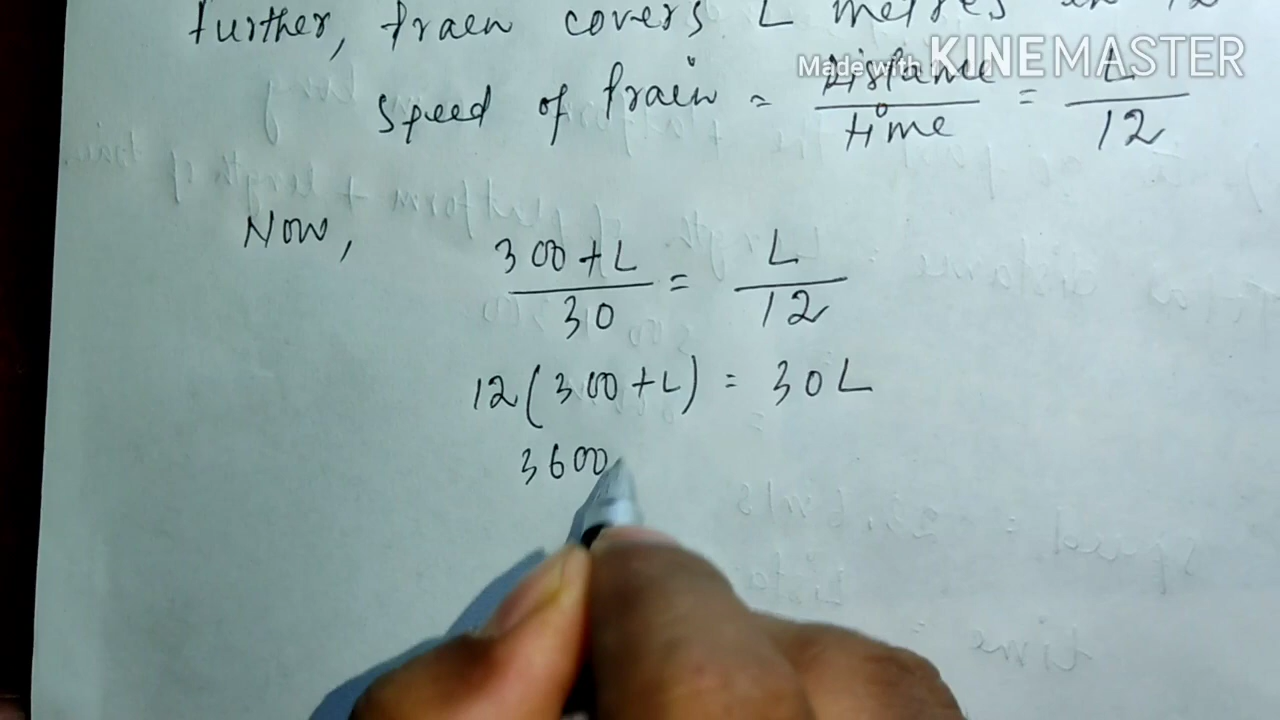 Further, train covers L metres in 12
Made with KINEMASTER
Speed of train = Distance / time = L / 12
Now,
300 + L / 30 = L / 12
12 (300 + L) = 30L
3600